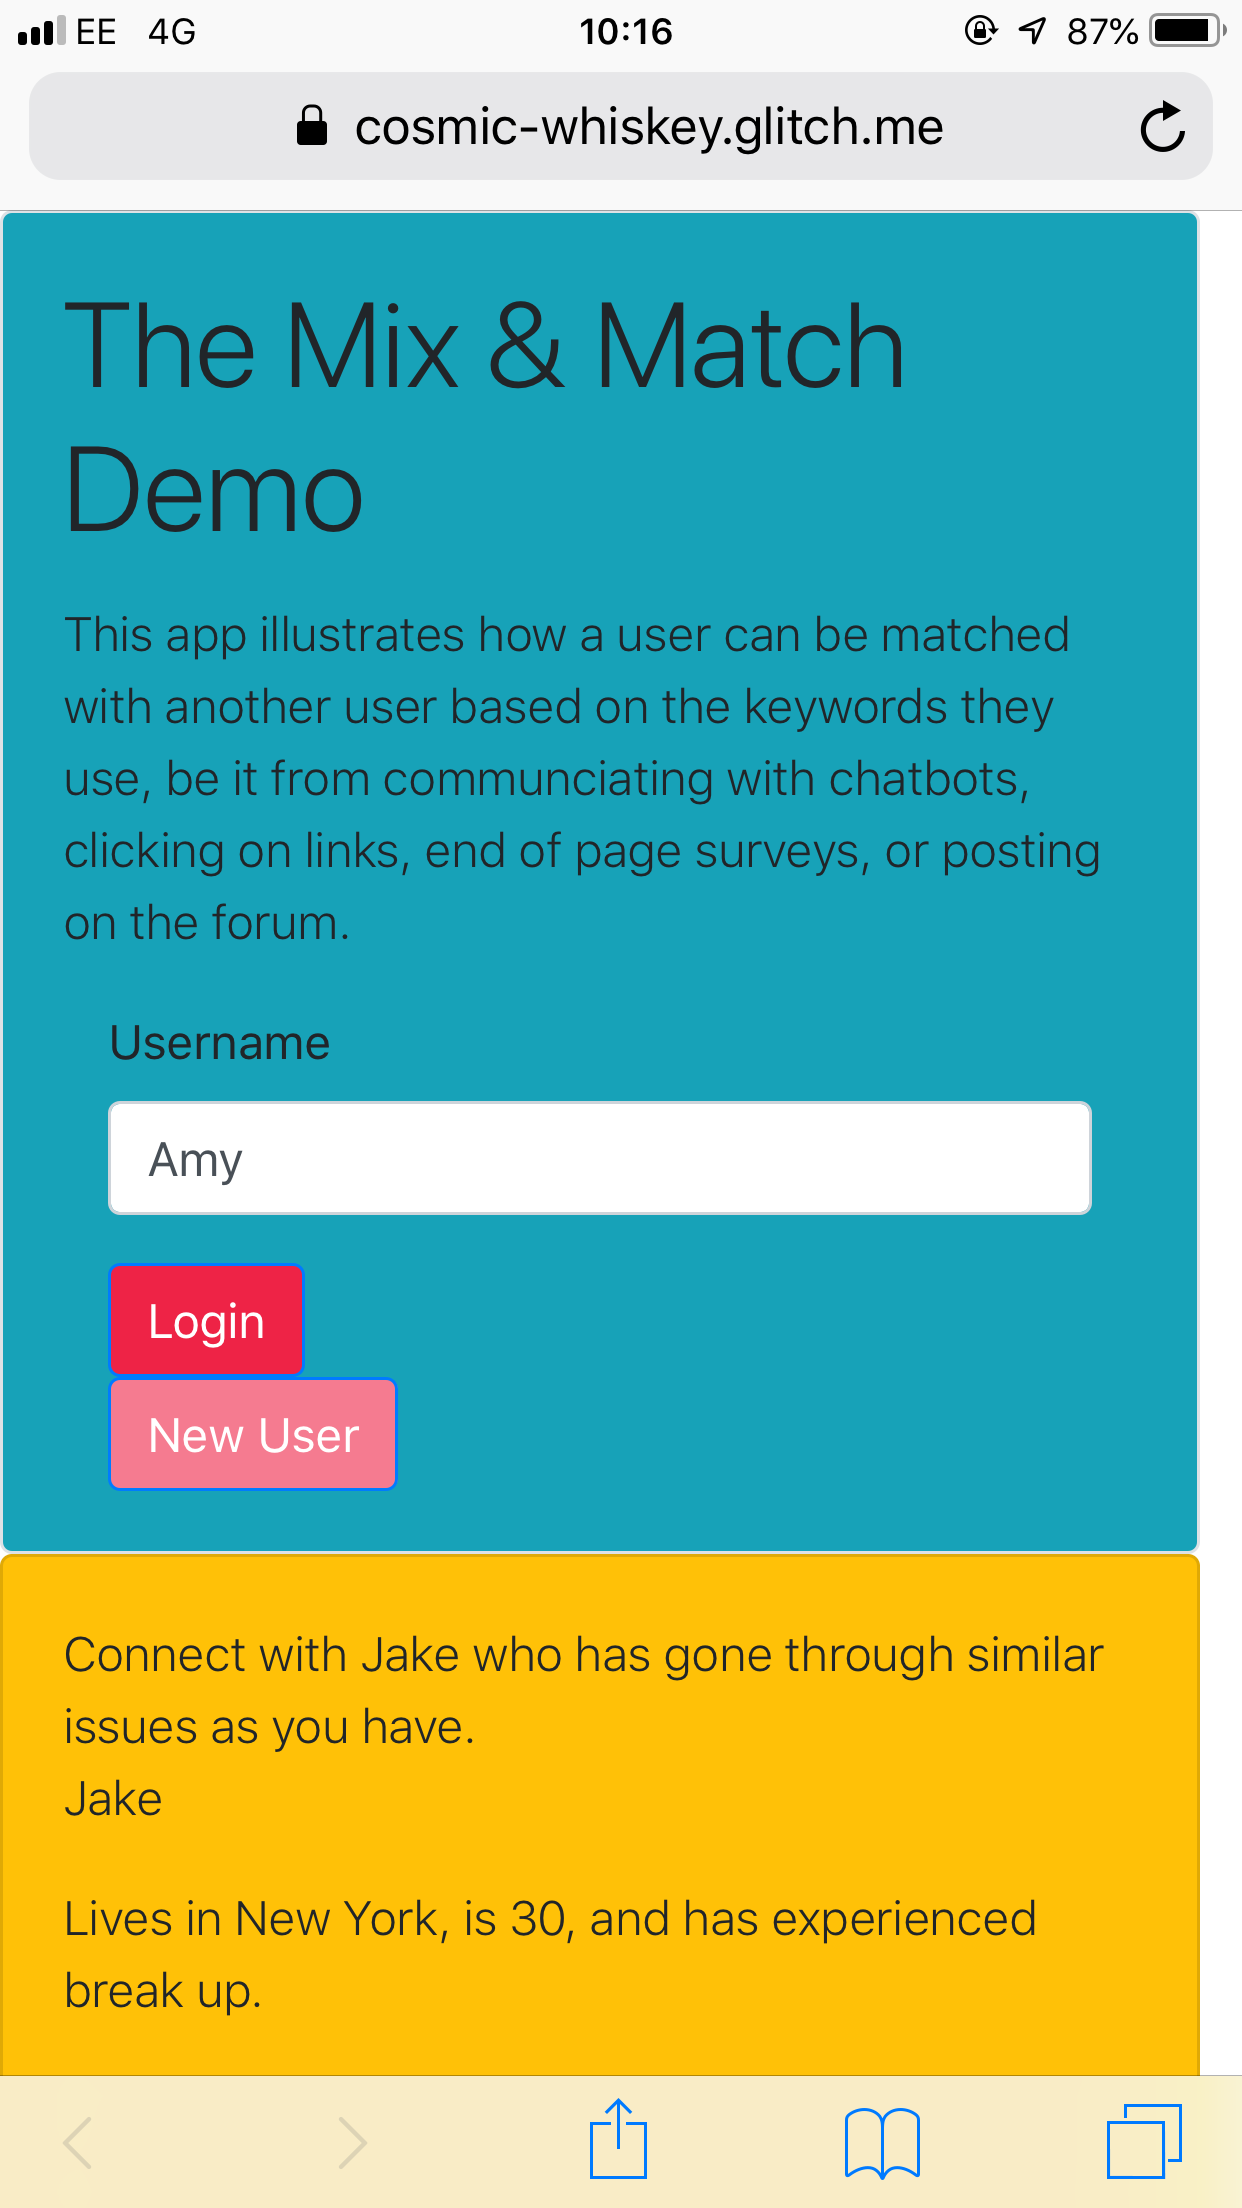 EE 4G 10:16 87%
cosmic-whiskey.glitch.me
The Mix & Match
Demo
This app illustrates how a user can be matched
with another user based on the keywords they
use, be it from communciating with chatbots,
clicking on links, end of page surveys, or posting
on the forum.
Username
Amy
Login
New User
Connect with Jake who has gone through similar
issues as you have.
Jake
Lives in New York, is 30, and has experienced
break up.